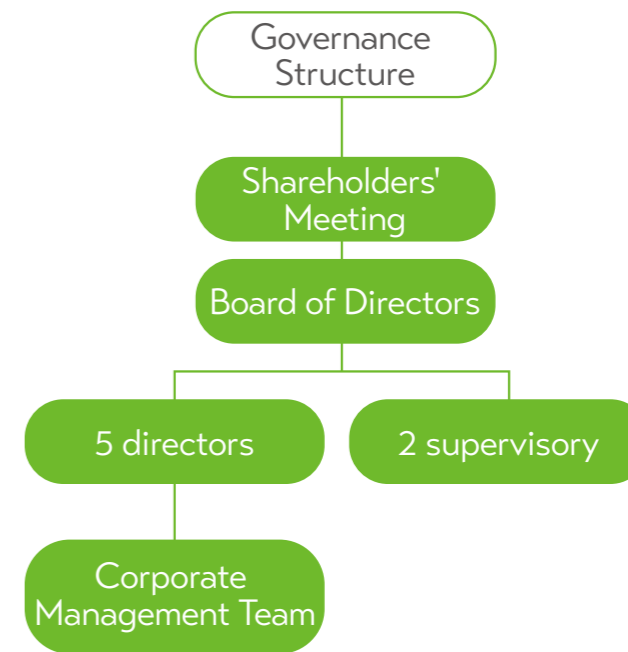 Governance
Structure
Shareholders'
Meeting
Board of Directors
5 directors
2 supervisory
Corporate
Management Team